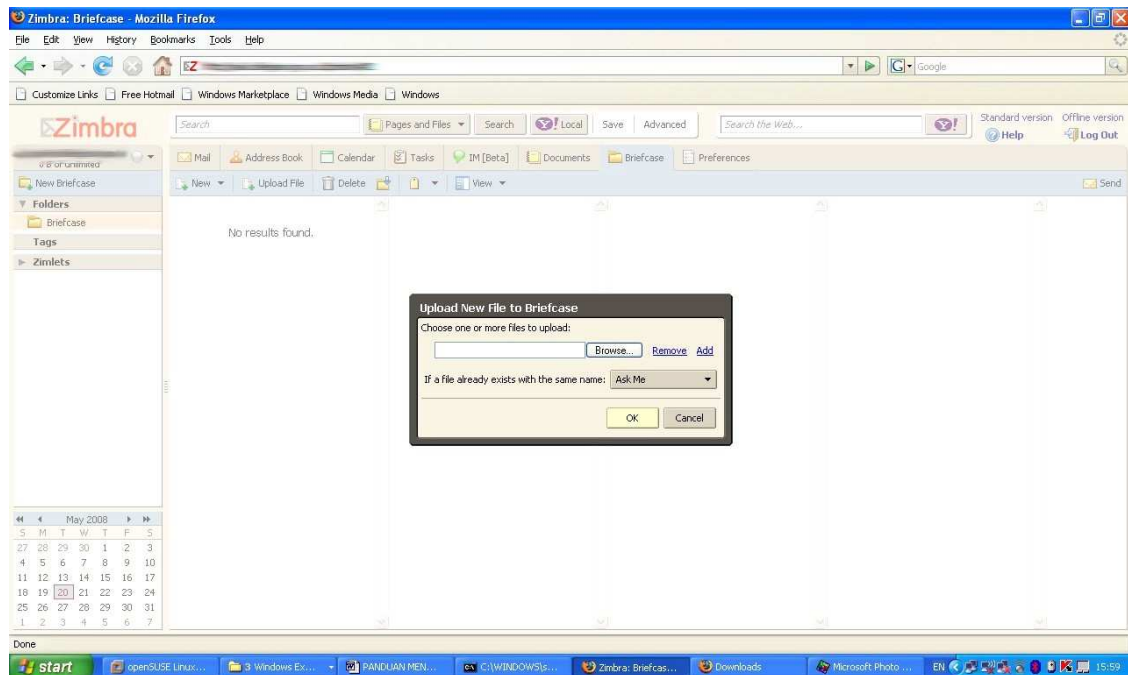 Zimbra: Briefcase - Mozilla Firefox
File Edit View History Bookmarks Tools Help
G Google
Customize Links Free Hotmail Windows Marketplace Windows Media Windows
Zimbra Search Pages and Files Search Y! Local Save Advanced Search the Web... Y! Standard version Offline version
Help Log Out
Mail Address Book Calendar Tasks IM [Beta] Documents Briefcase Preferences
New Briefcase New Upload File Delete View Send
Folders
Briefcase
No results found.
Tags
Zimlets
Upload New File to Briefcase
Choose one or more files to upload:
Browse... Remove Add
If a file already exists with the same name: Ask Me
OK Cancel
May 2008
S M T W T F S
27 28 29 30 1 2 3
4 5 6 7 8 9 10
11 12 13 14 15 16 17
18 19 20 21 22 23 24
25 26 27 28 29 30 31
1 2 3 4 5 6 7
Done
start openSUSE Linux... 3 Windows Ex... PANDUAN MEN... C:\WINDOWS\s... Zimbra: Briefcas... Downloads Microsoft Photo ... EN 15:59